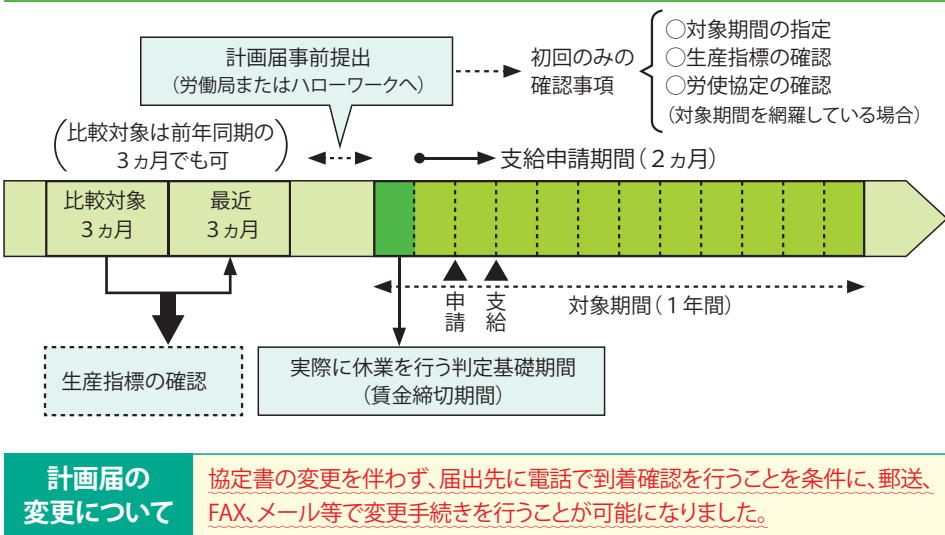 計画届事前提出
（労働局またはハローワークへ）
初回のみの
確認事項
○対象期間の指定
○生産指標の確認
○労使協定の確認
（対象期間を網羅している場合）
（比較対象は前年同期の
３ヵ月でも可）
支給申請期間（２ヵ月）
比較対象
３ヵ月
最近
３ヵ月
申請
支給
対象期間（１年間）
生産指標の確認
実際に休業を行う判定基礎期間
（賃金締切期間）
計画届の
変更について
協定書の変更を伴わず、届出先に電話で到着確認を行うことを条件に、郵送、
FAX、メール等で変更手続きを行うことが可能になりました。